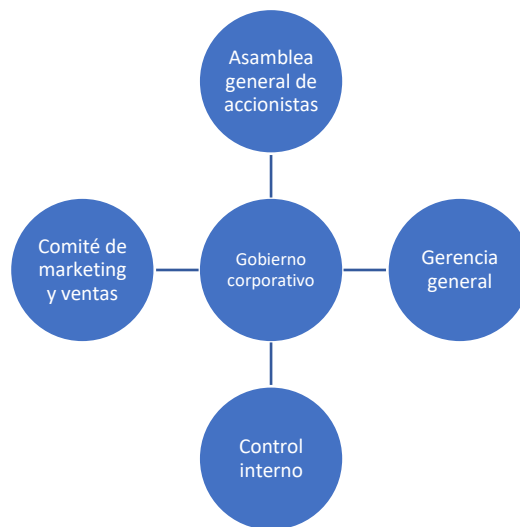 Asamblea
general de
accionistas
Comité de
marketing
y ventas
Gobierno
corporativo
Gerencia
general
Control
interno